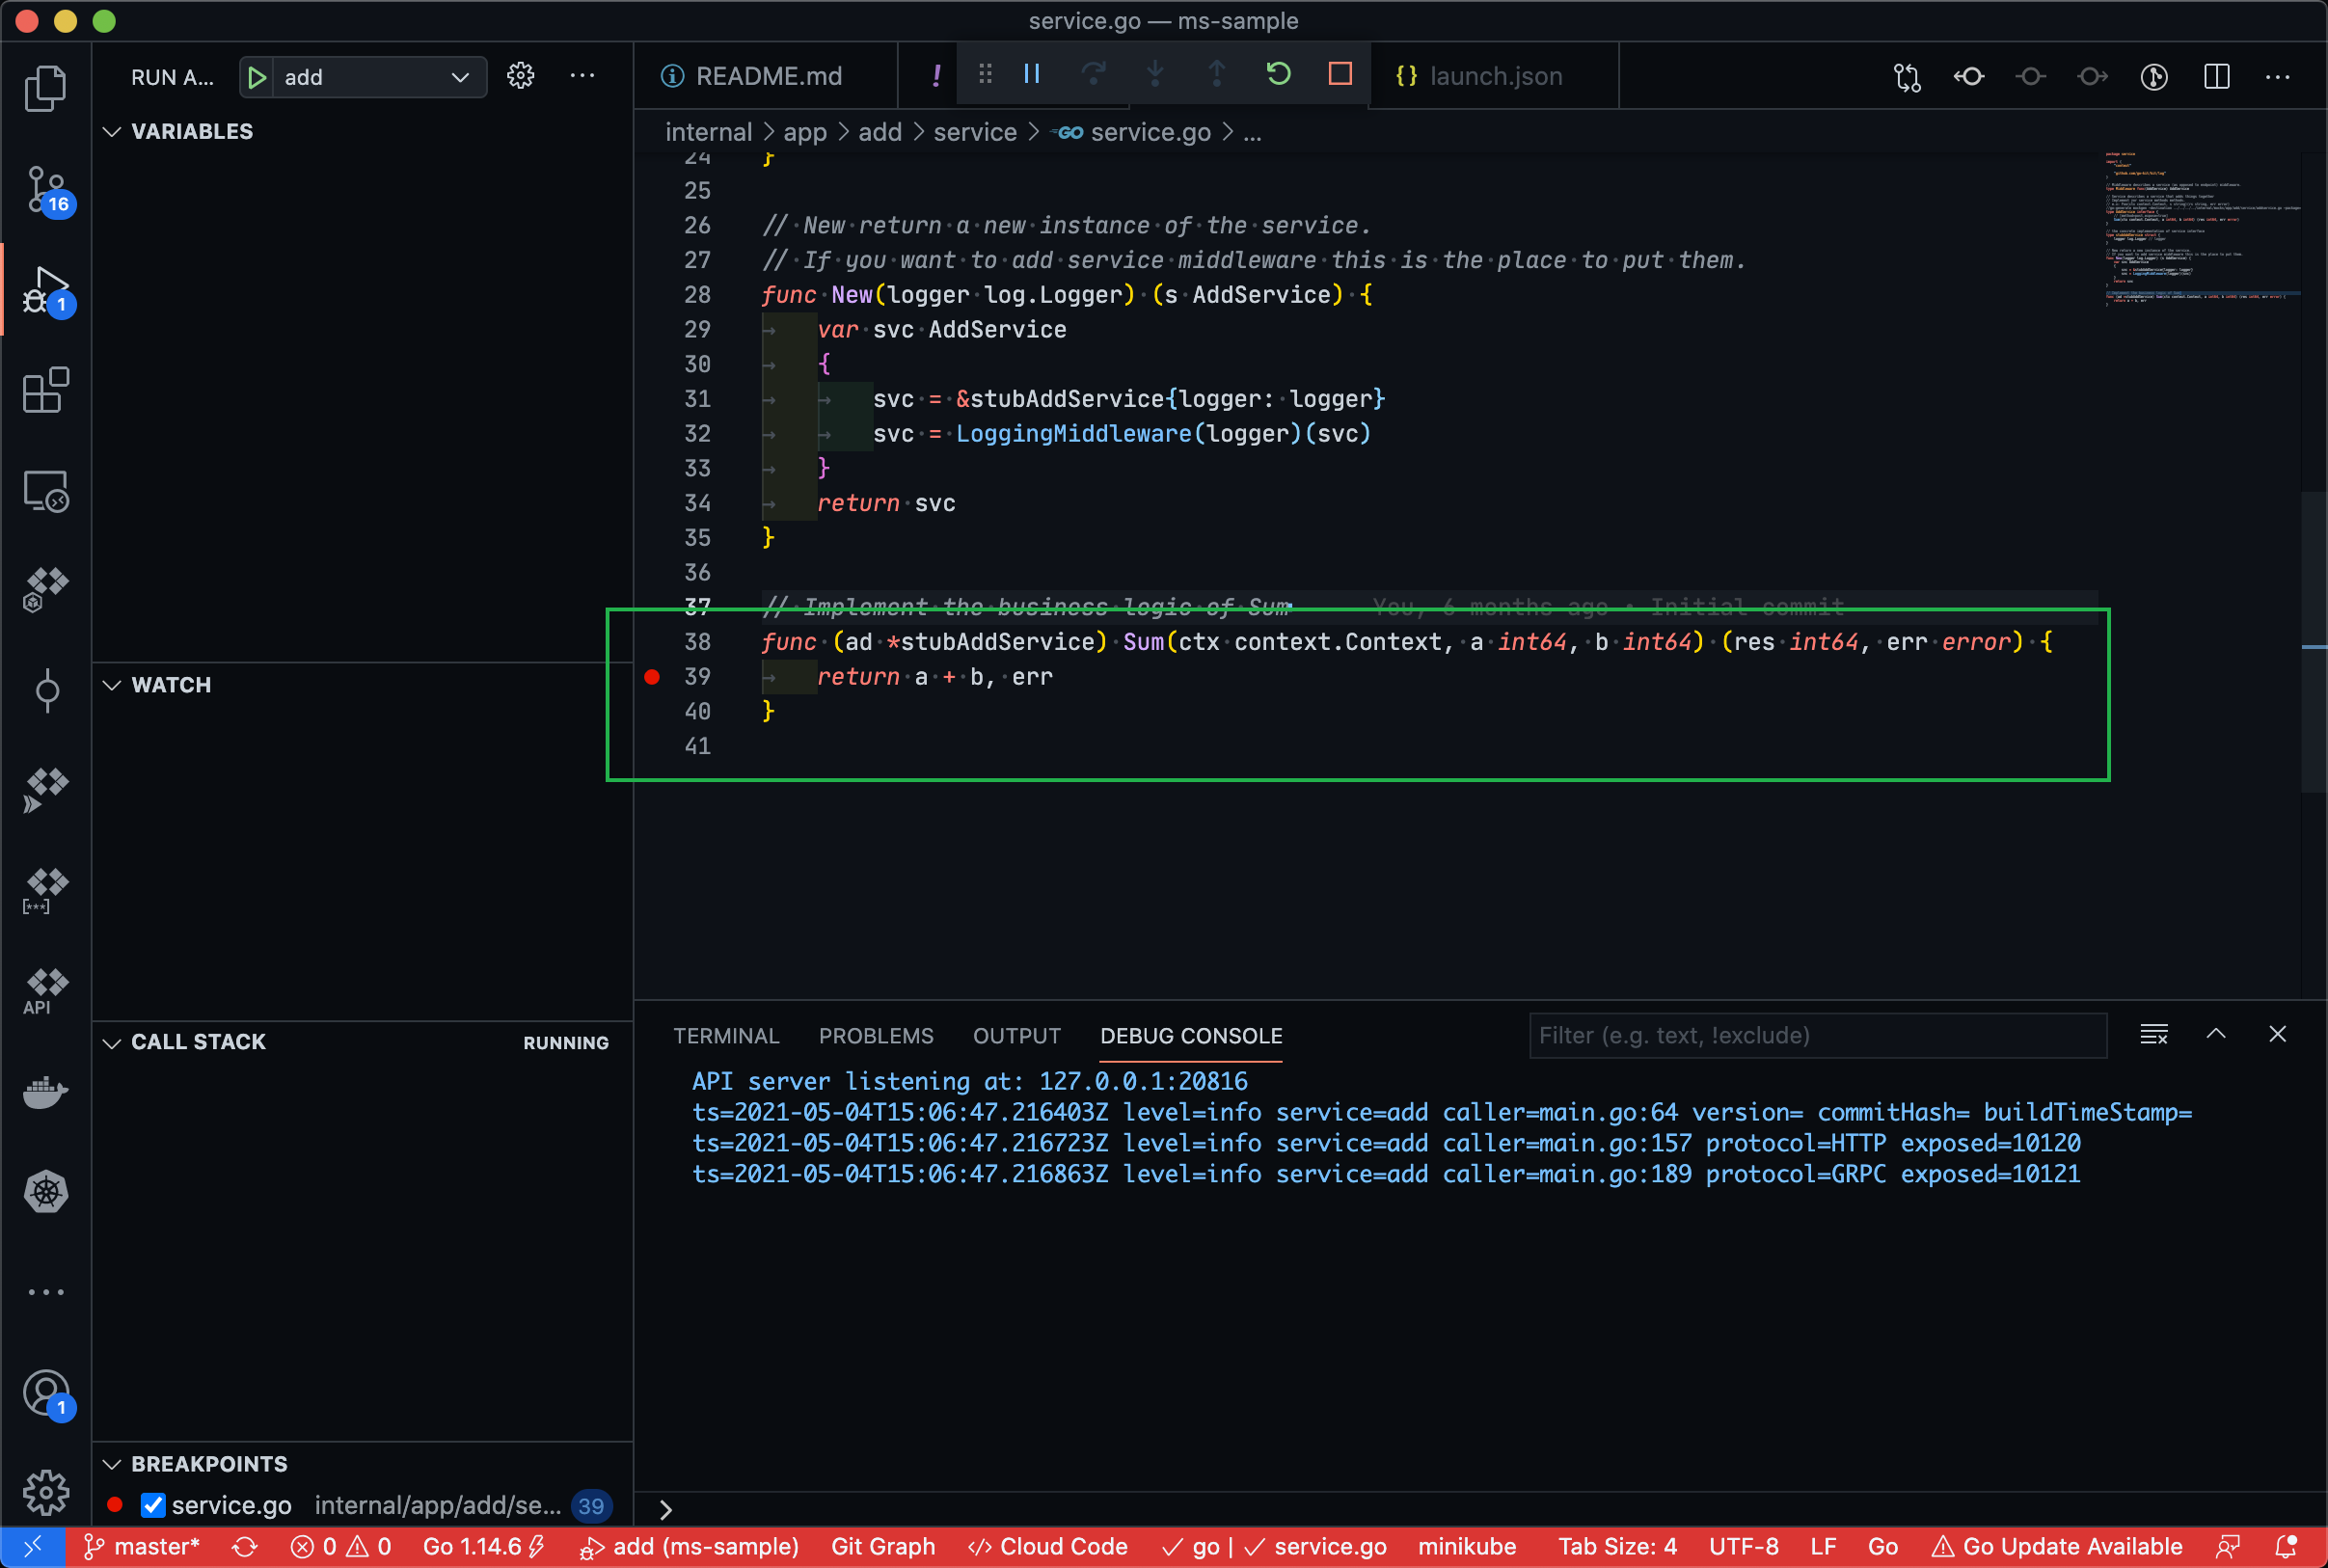 service.go — ms-sample
RUN A...
add
README.md
!
{} launch.json
VARIABLES
internal > app > add > service > GO service.go > ...
24 }
25
26 // New return a new instance of the service.
27 // If you want to add service middleware this is the place to put them.
28 func New(logger log.Logger) (s AddService) {
29 var svc AddService
30 {
31 svc = &stubAddService{logger: logger}
32 svc = LoggingMiddleware(logger)(svc)
33 }
34 return svc
35 }
36
37 // Implement the business logic of Sum You, 6 months ago • Initial commit
38 func (ad *stubAddService) Sum(ctx context.Context, a int64, b int64) (res int64, err error) {
39 return a + b, err
40 }
41
16
1
API
1
WATCH
CALL STACK
RUNNING
BREAKPOINTS
service.go internal/app/add/se... 39
TERMINAL PROBLEMS OUTPUT DEBUG CONSOLE
Filter (e.g. text, !exclude)
API server listening at: 127.0.0.1:20816
ts=2021-05-04T15:06:47.216403Z level=info service=add caller=main.go:64 version= commitHash= buildTimeStamp=
ts=2021-05-04T15:06:47.216723Z level=info service=add caller=main.go:157 protocol=HTTP exposed=10120
ts=2021-05-04T15:06:47.216863Z level=info service=add caller=main.go:189 protocol=GRPC exposed=10121
>
master* 0 0 Go 1.14.6 add (ms-sample) Git Graph Cloud Code go | service.go minikube Tab Size: 4 UTF-8 LF Go Go Update Available